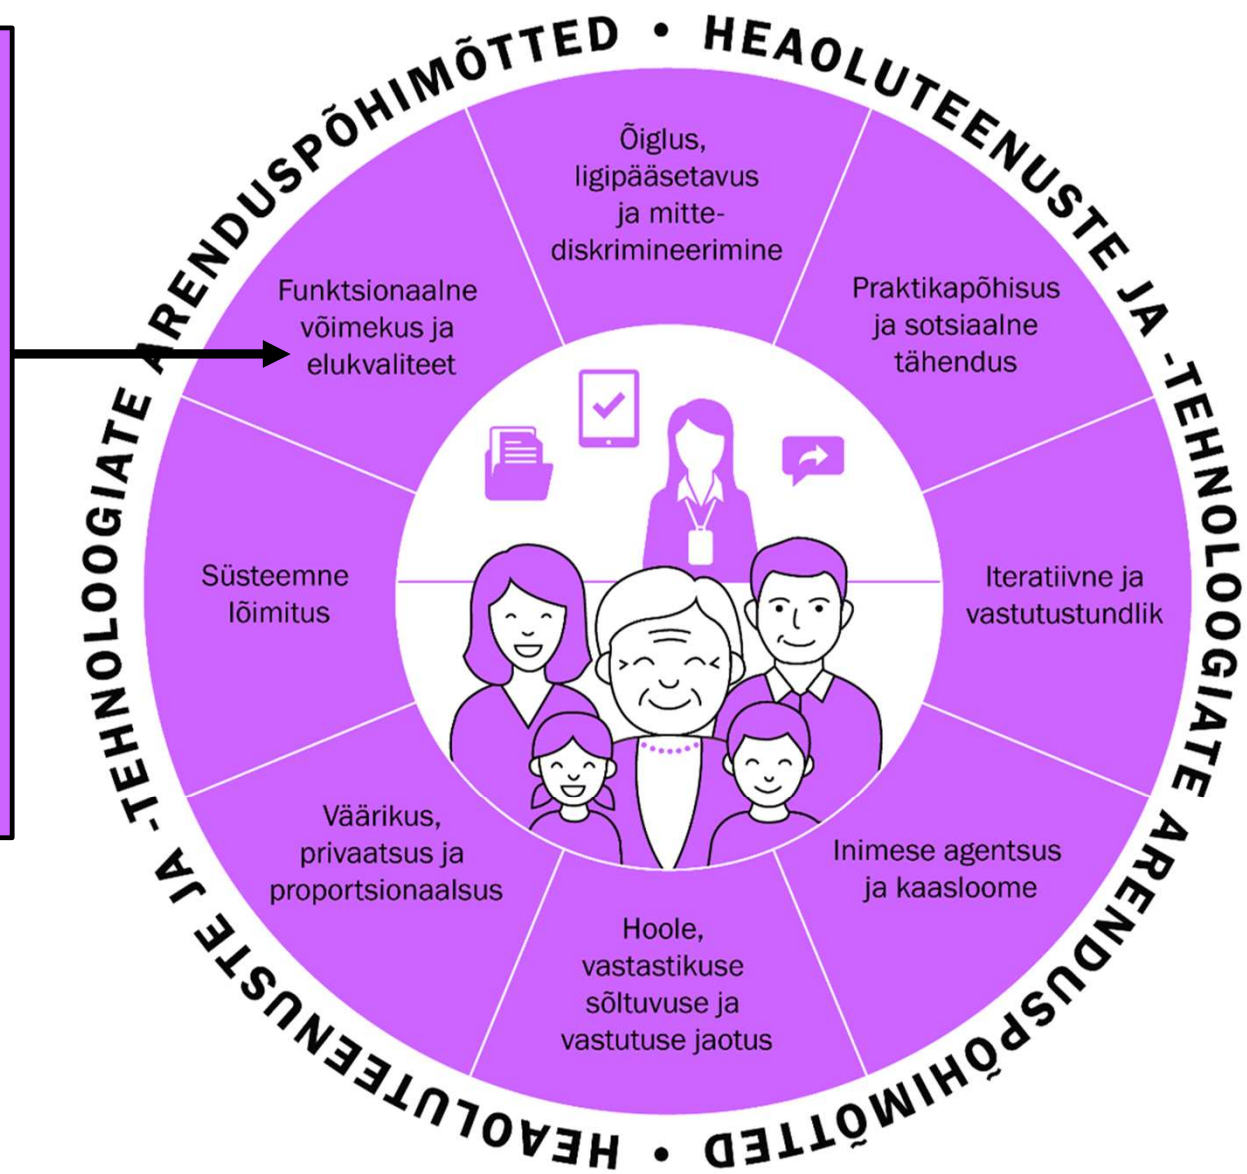 HEAOLUTEENUSTE JA -TEHNOLOOGIATE ARENDUSPÕHIMÕTTED •
HEAOLUTEENUSTE JA -TEHNOLOOGIATE ARENDUSPÕHIMÕTTED •
Õiglus,
ligipääsetavus
ja mitte-
diskrimineerimine
Praktikapõhisus
ja sotsiaalne
tähendus
Iteratiivne ja
vastutustundlik
Inimese agentsus
ja kaasloome
Hoole,
vastastikuse
sõltuvuse ja
vastutuse jaotus
Väärikus,
privaatsus ja
proportsionaalsus
Süsteemne
lõimitus
Funktsionaalne
võimekus ja
elukvaliteet